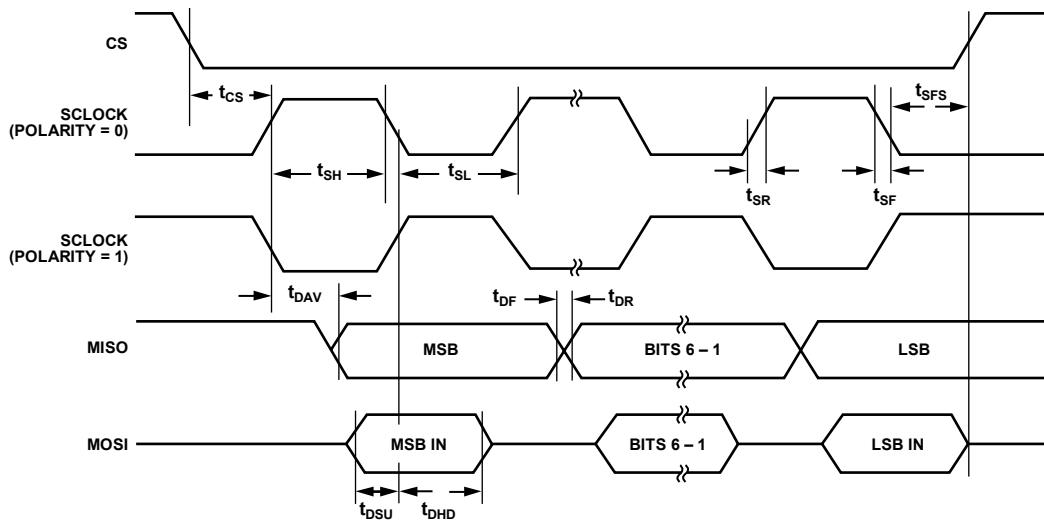 CS
tCS
tSFS
SCLOCK
(POLARITY = 0)
tSH
tSL
tSR
tSF
SCLOCK
(POLARITY = 1)
tDAV
tDF
tDR
MISO
MSB
BITS 6 – 1
LSB
MOSI
MSB IN
BITS 6 – 1
LSB IN
tDSU
tDHD